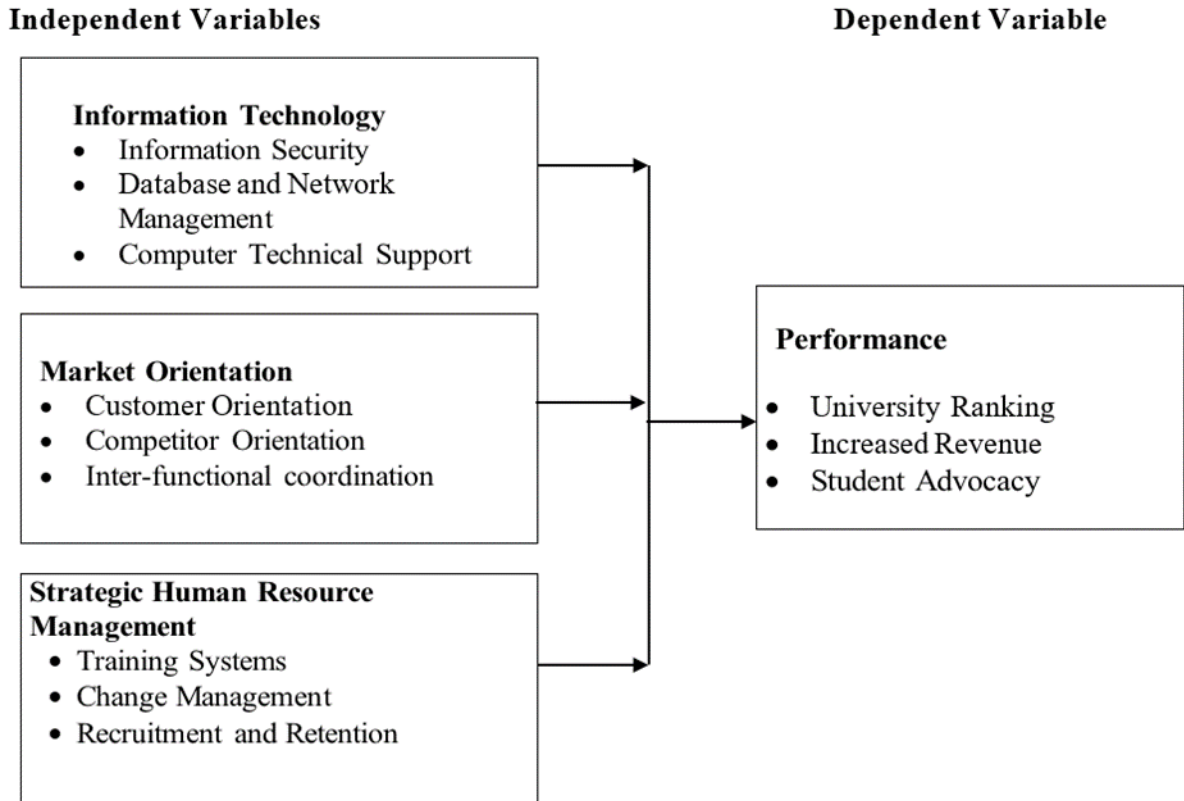 Independent Variables
Dependent Variable
Information Technology
• Information Security
• Database and Network
Management
• Computer Technical Support
Market Orientation
• Customer Orientation
• Competitor Orientation
• Inter-functional coordination
Strategic Human Resource
Management
• Training Systems
• Change Management
• Recruitment and Retention
Performance
• University Ranking
• Increased Revenue
• Student Advocacy